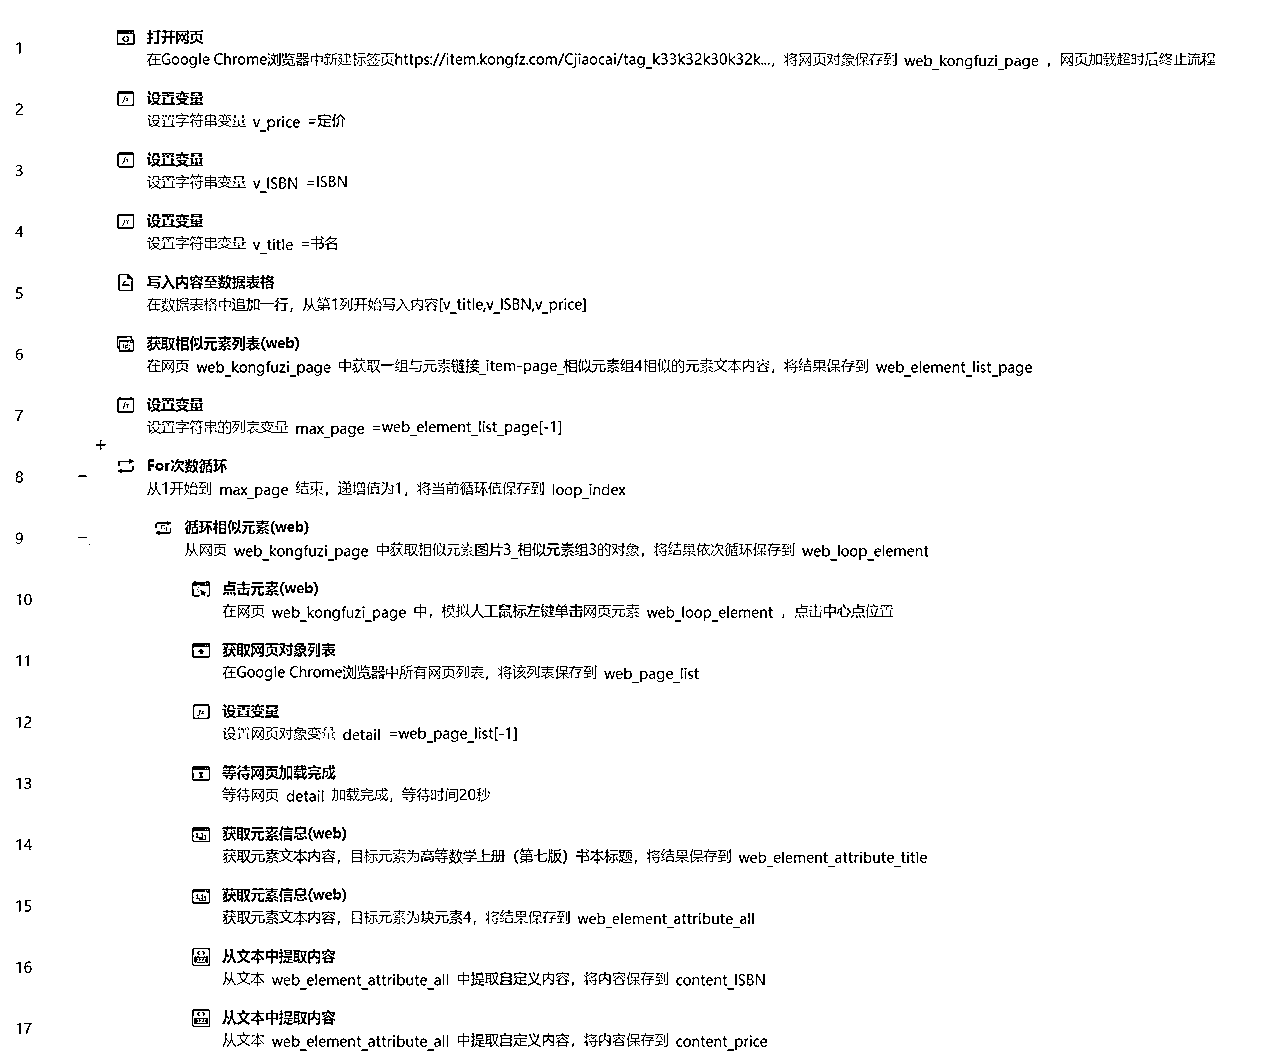 1
打开网页
在Google Chrome浏览器中新建标签页https://item.kongfz.com/Cjiaocai/tag_k33k32k30k32k...，将网页对象保存到 web_kongfuzi_page ，网页加载超时后终止流程
2
设置变量
设置字符串变量 v_price =定价
3
设置变量
设置字符串变量 v_ISBN =ISBN
4
设置变量
设置字符串变量 v_title =书名
5
写入内容至数据表格
在数据表格中追加一行，从第1列开始写入内容[v_title,v_ISBN,v_price]
6
获取相似元素列表(web)
在网页 web_kongfuzi_page 中获取一组与元素链接_item-page_相似元素组4相似的元素文本内容，将结果保存到 web_element_list_page
7
设置变量
设置字符串的列表变量 max_page =web_element_list_page[-1]
8
For次数循环
从1开始到 max_page 结束，递增值为1，将当前循环值保存到 loop_index
9
循环相似元素(web)
从网页 web_kongfuzi_page 中获取相似元素图片3_相似元素组3的对象，将结果依次循环保存到 web_loop_element
10
点击元素(web)
在网页 web_kongfuzi_page 中，模拟人工鼠标左键单击网页元素 web_loop_element ，点击中心点位置
11
获取网页对象列表
在Google Chrome浏览器中所有网页列表，将该列表保存到 web_page_list
12
设置变量
设置网页对象变量 detail =web_page_list[-1]
13
等待网页加载完成
等待网页 detail 加载完成，等待时间20秒
14
获取元素信息(web)
获取元素文本内容，目标元素为高等数学上册（第七版）书本标题，将结果保存到 web_element_attribute_title
15
获取元素信息(web)
获取元素文本内容，目标元素为块元素4，将结果保存到 web_element_attribute_all
16
从文本中提取内容
从文本 web_element_attribute_all 中提取自定义内容，将内容保存到 content_ISBN
17
从文本中提取内容
从文本 web_element_attribute_all 中提取自定义内容，将内容保存到 content_price